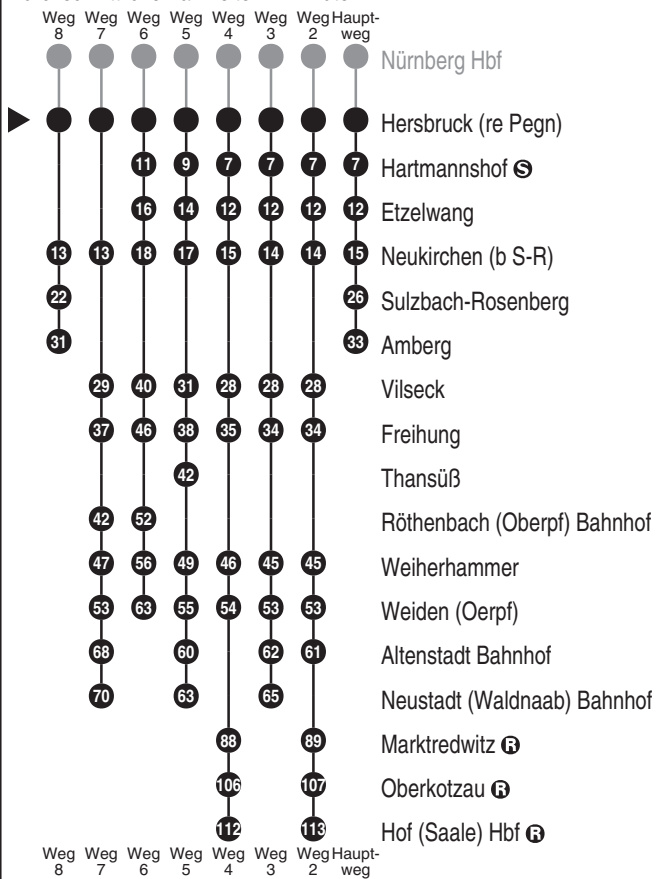 Weg Weg Weg Weg Weg Weg Weg Haupt-
8 7 6 5 4 3 2 weg
Nürnberg Hbf
Hersbruck (re Pegn)
11 9 7 7 7 7 Hartmannshof S
16 14 12 12 12 12 Etzelwang
13 13 18 17 15 14 14 15 Neukirchen (b S-R)
22 26 Sulzbach-Rosenberg
31 33 Amberg
29 40 31 28 28 28 Vilseck
37 46 38 35 34 34 Freihung
42 Thansüß
42 52 Röthenbach (Oberpf) Bahnhof
47 56 49 46 45 45 Weiherhammer
53 63 55 54 53 53 Weiden (Oerpf)
68 60 62 61 Altenstadt Bahnhof
70 63 65 Neustadt (Waldnaab) Bahnhof
88 89 Marktredwitz R
106 107 Oberkotzau R
112 113 Hof (Saale) Hbf R
Weg Weg Weg Weg Weg Weg Weg Haupt-
8 7 6 5 4 3 2 weg